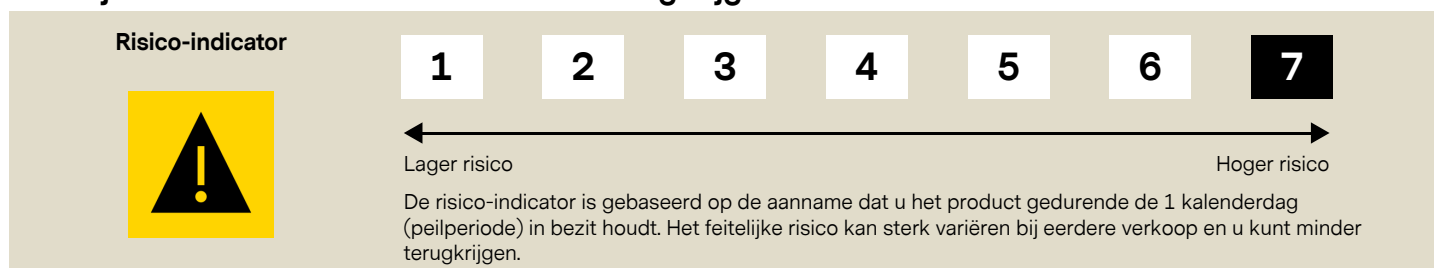 Risico-indicator
1 2 3 4 5 6 7
Lager risico Hoger risico
De risico-indicator is gebaseerd op de aanname dat u het product gedurende de 1 kalenderdag
(peilperiode) in bezit houdt. Het feitelijke risico kan sterk variëren bij eerdere verkoop en u kunt minder
terugkrijgen.